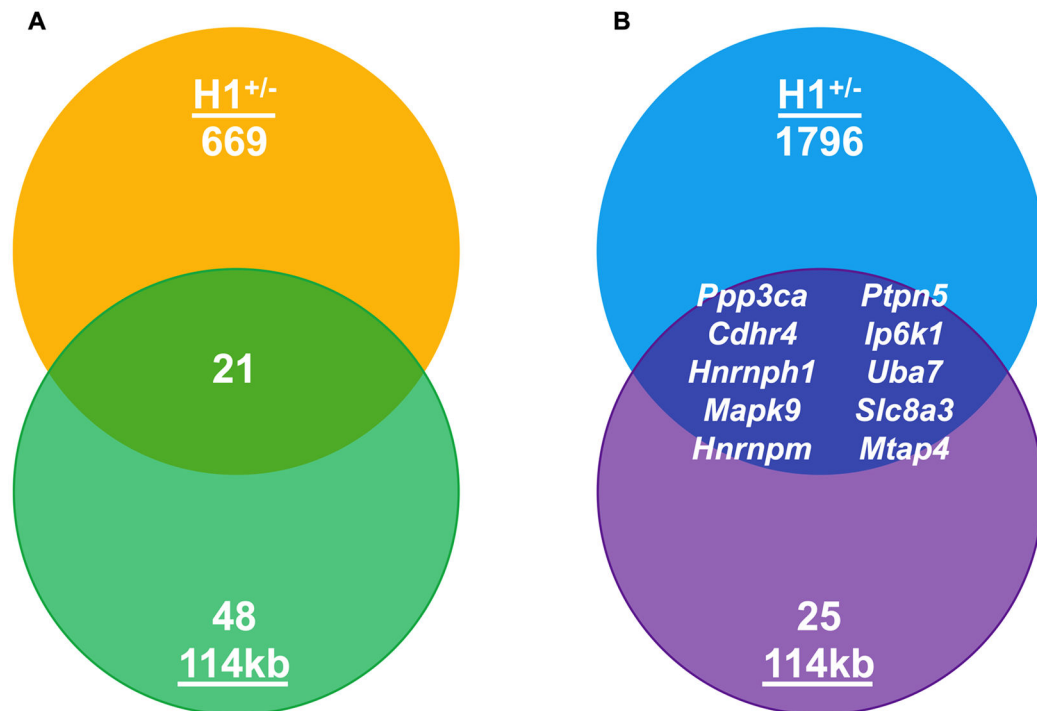 A
H1+/-
669
21
48
114kb
B
H1+/-
1796
Ppp3ca Ptpn5
Cdhr4 Ip6k1
Hnrnph1 Uba7
Mapk9 Slc8a3
Hnrnpm Mtap4
25
114kb